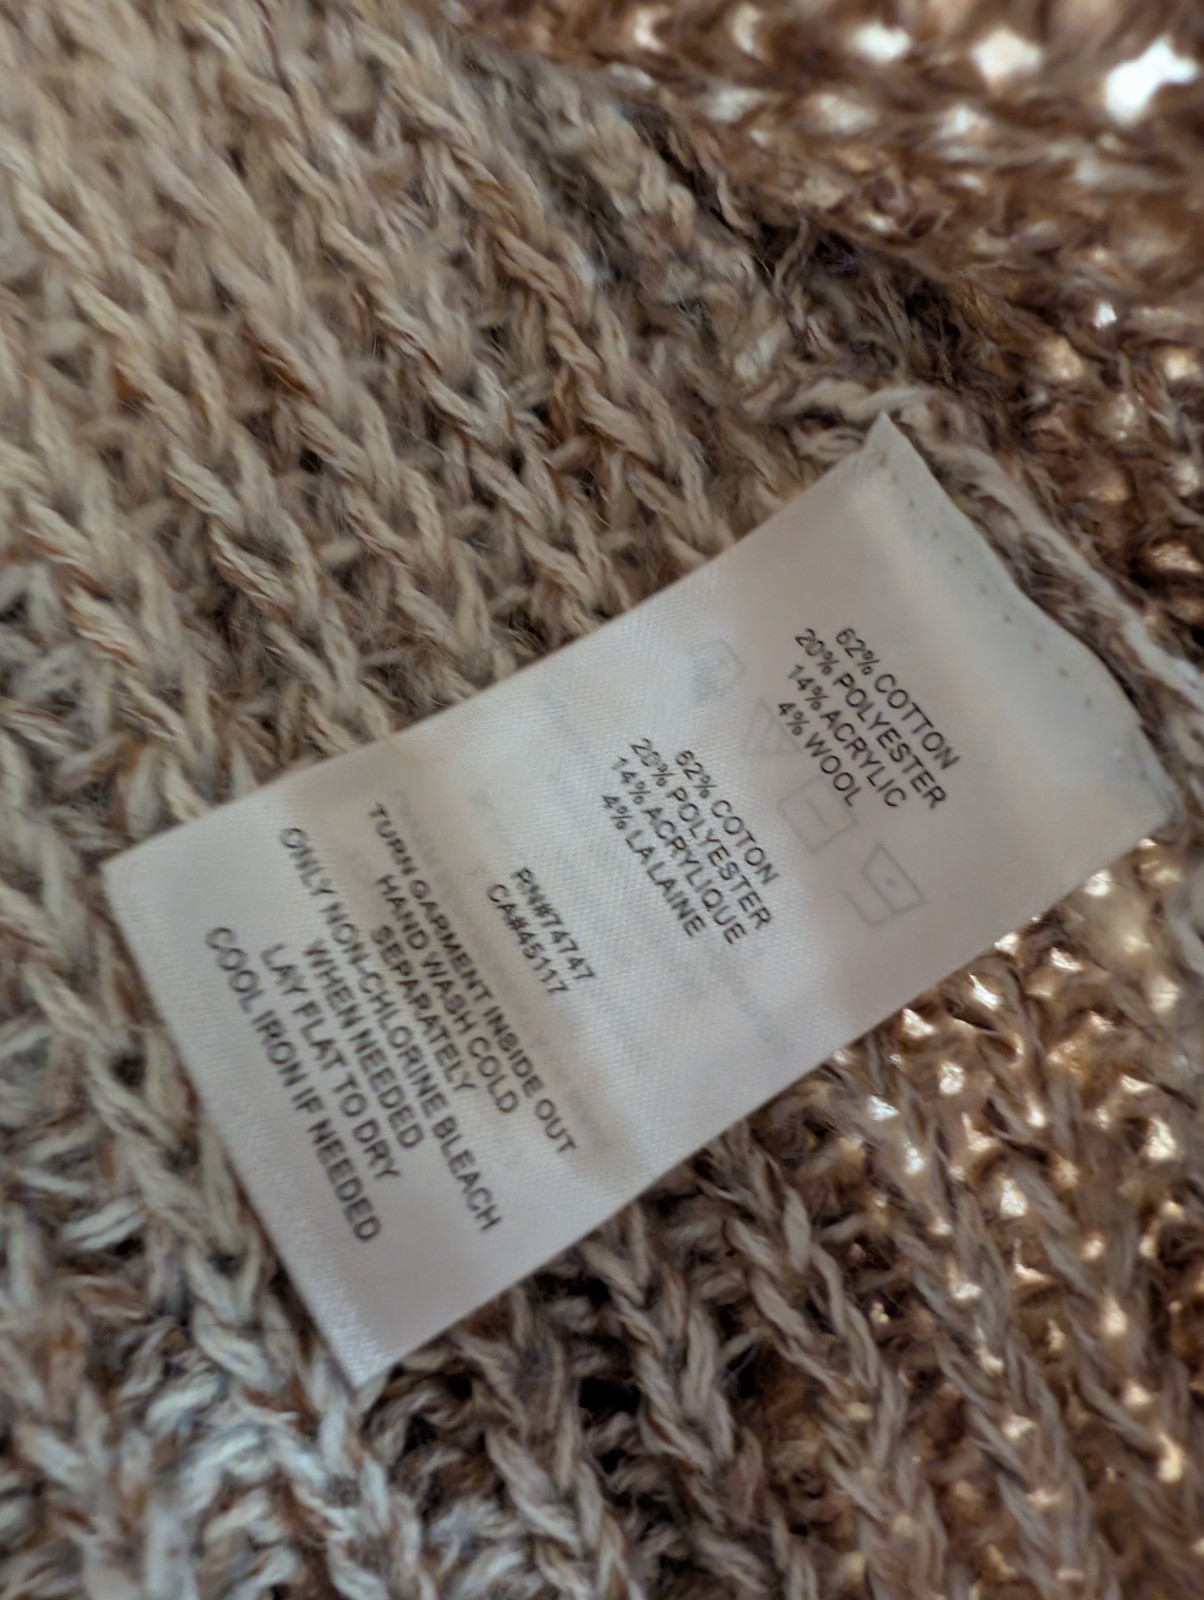 62% COTTON
20% POLYESTER
14% ACRYLIC
4% WOOL
62% COTON
20% POLYESTER
14% ACRYLIQUE
4% LA LAINE
RN#74747
CA#45117
TURN GARMENT INSIDE OUT
HAND WASH COLD
SEPARATELY
ONLY NON-CHLORINE BLEACH
WHEN NEEDED
LAY FLAT TO DRY
COOL IRON IF NEEDED